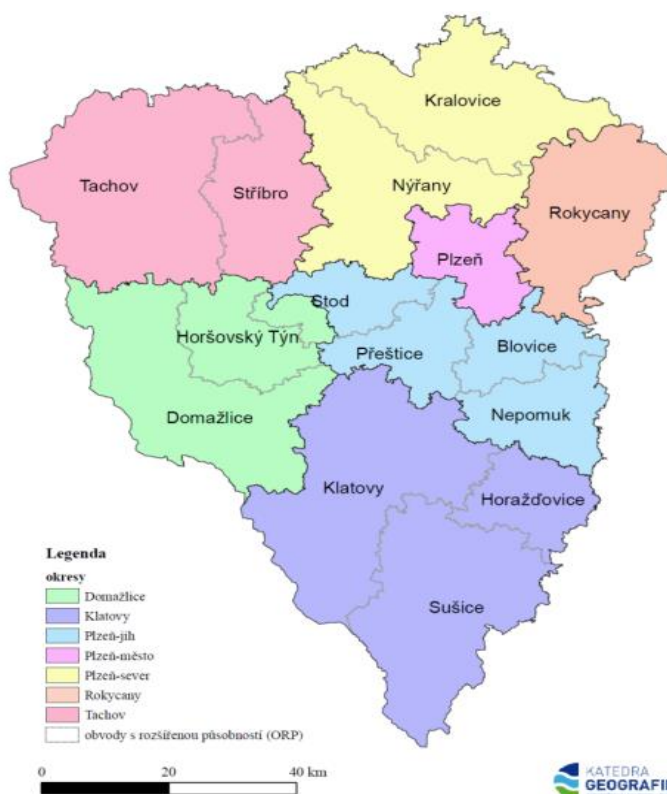 Kralovice
Tachov
Stříbro
Nýřany
Rokycany
Plzeň
Stod
Horšovský Týn
Přeštice
Blovice
Domažlice
Nepomuk
Klatovy
Horažďovice
Sušice
Legenda
okresy
Domažlice
Klatovy
Plzeň-jih
Plzeň-město
Plzeň-sever
Rokycany
Tachov
obvody s rozšířenou působností (ORP)
0 20 40 km
KATEDRA
GEOGRAFIE